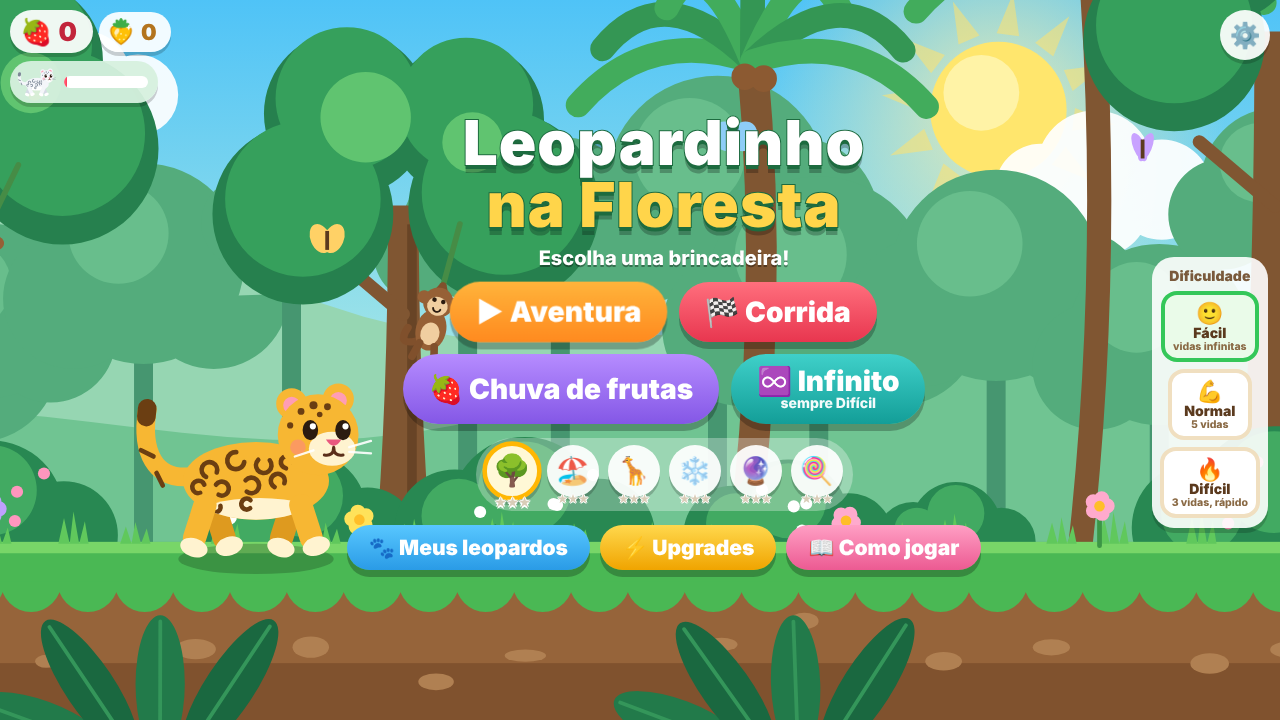 0
0
Leopardinho
na Floresta
Escolha uma brincadeira!
▶ Aventura
Corrida
Chuva de frutas
Infinito
sempre Difícil
Meus leopardos
Upgrades
Como jogar
Dificuldade
Fácil
vidas infinitas
Normal
5 vidas
Difícil
3 vidas, rápido